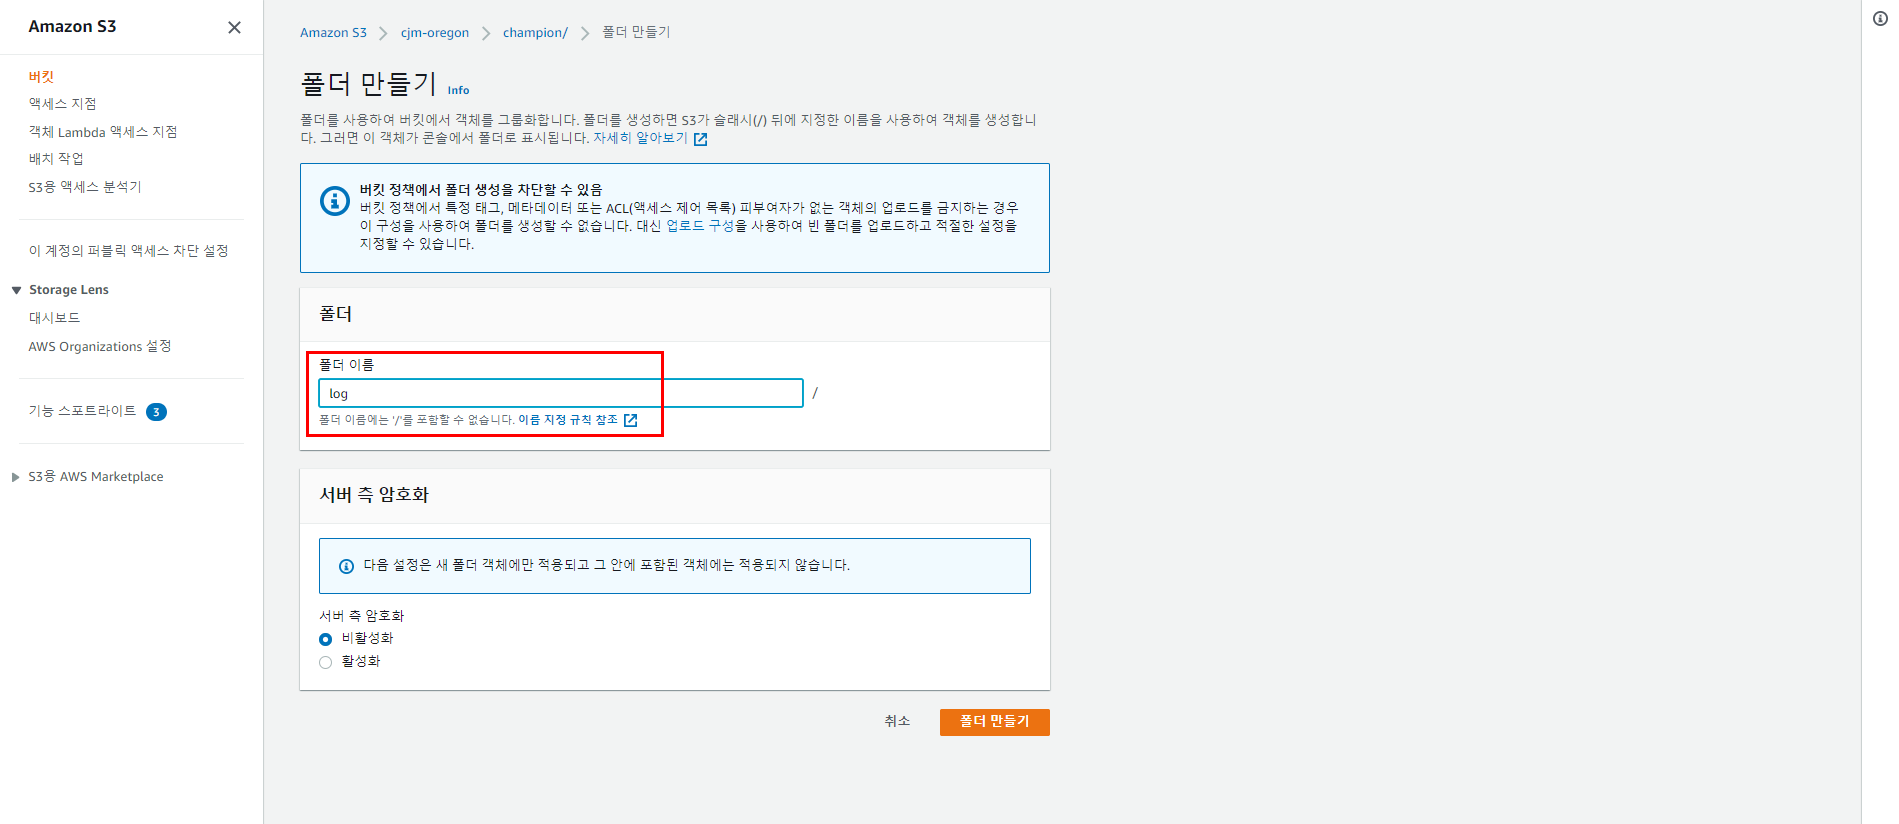 Amazon S3
버킷
액세스 지점
객체 Lambda 액세스 지점
배치 작업
S3용 액세스 분석기
이 계정의 퍼블릭 액세스 차단 설정
Storage Lens
대시보드
AWS Organizations 설정
기능 스포트라이트 3
S3용 AWS Marketplace
Amazon S3 > cjm-oregon > champion/ > 폴더 만들기
폴더 만들기 Info
폴더를 사용하여 버킷에서 객체를 그룹화합니다. 폴더를 생성하면 S3가 슬래시(/) 뒤에 지정한 이름을 사용하여 객체를 생성합니
다. 그러면 이 객체가 콘솔에서 폴더로 표시됩니다. 자세히 알아보기
버킷 정책에서 폴더 생성을 차단할 수 있음
버킷 정책에서 특정 태그, 메타데이터 또는 ACL(액세스 제어 목록) 피부여자가 없는 객체의 업로드를 금지하는 경우
이 구성을 사용하여 폴더를 생성할 수 없습니다. 대신 업로드 구성을 사용하여 빈 폴더를 업로드하고 적절한 설정을
지정할 수 있습니다.
폴더
폴더 이름
log /
폴더 이름에는 '/'를 포함할 수 없습니다. 이름 지정 규칙 참조
서버 측 암호화
다음 설정은 새 폴더 객체에만 적용되고 그 안에 포함된 객체에는 적용되지 않습니다.
서버 측 암호화
비활성화
활성화
취소
폴더 만들기